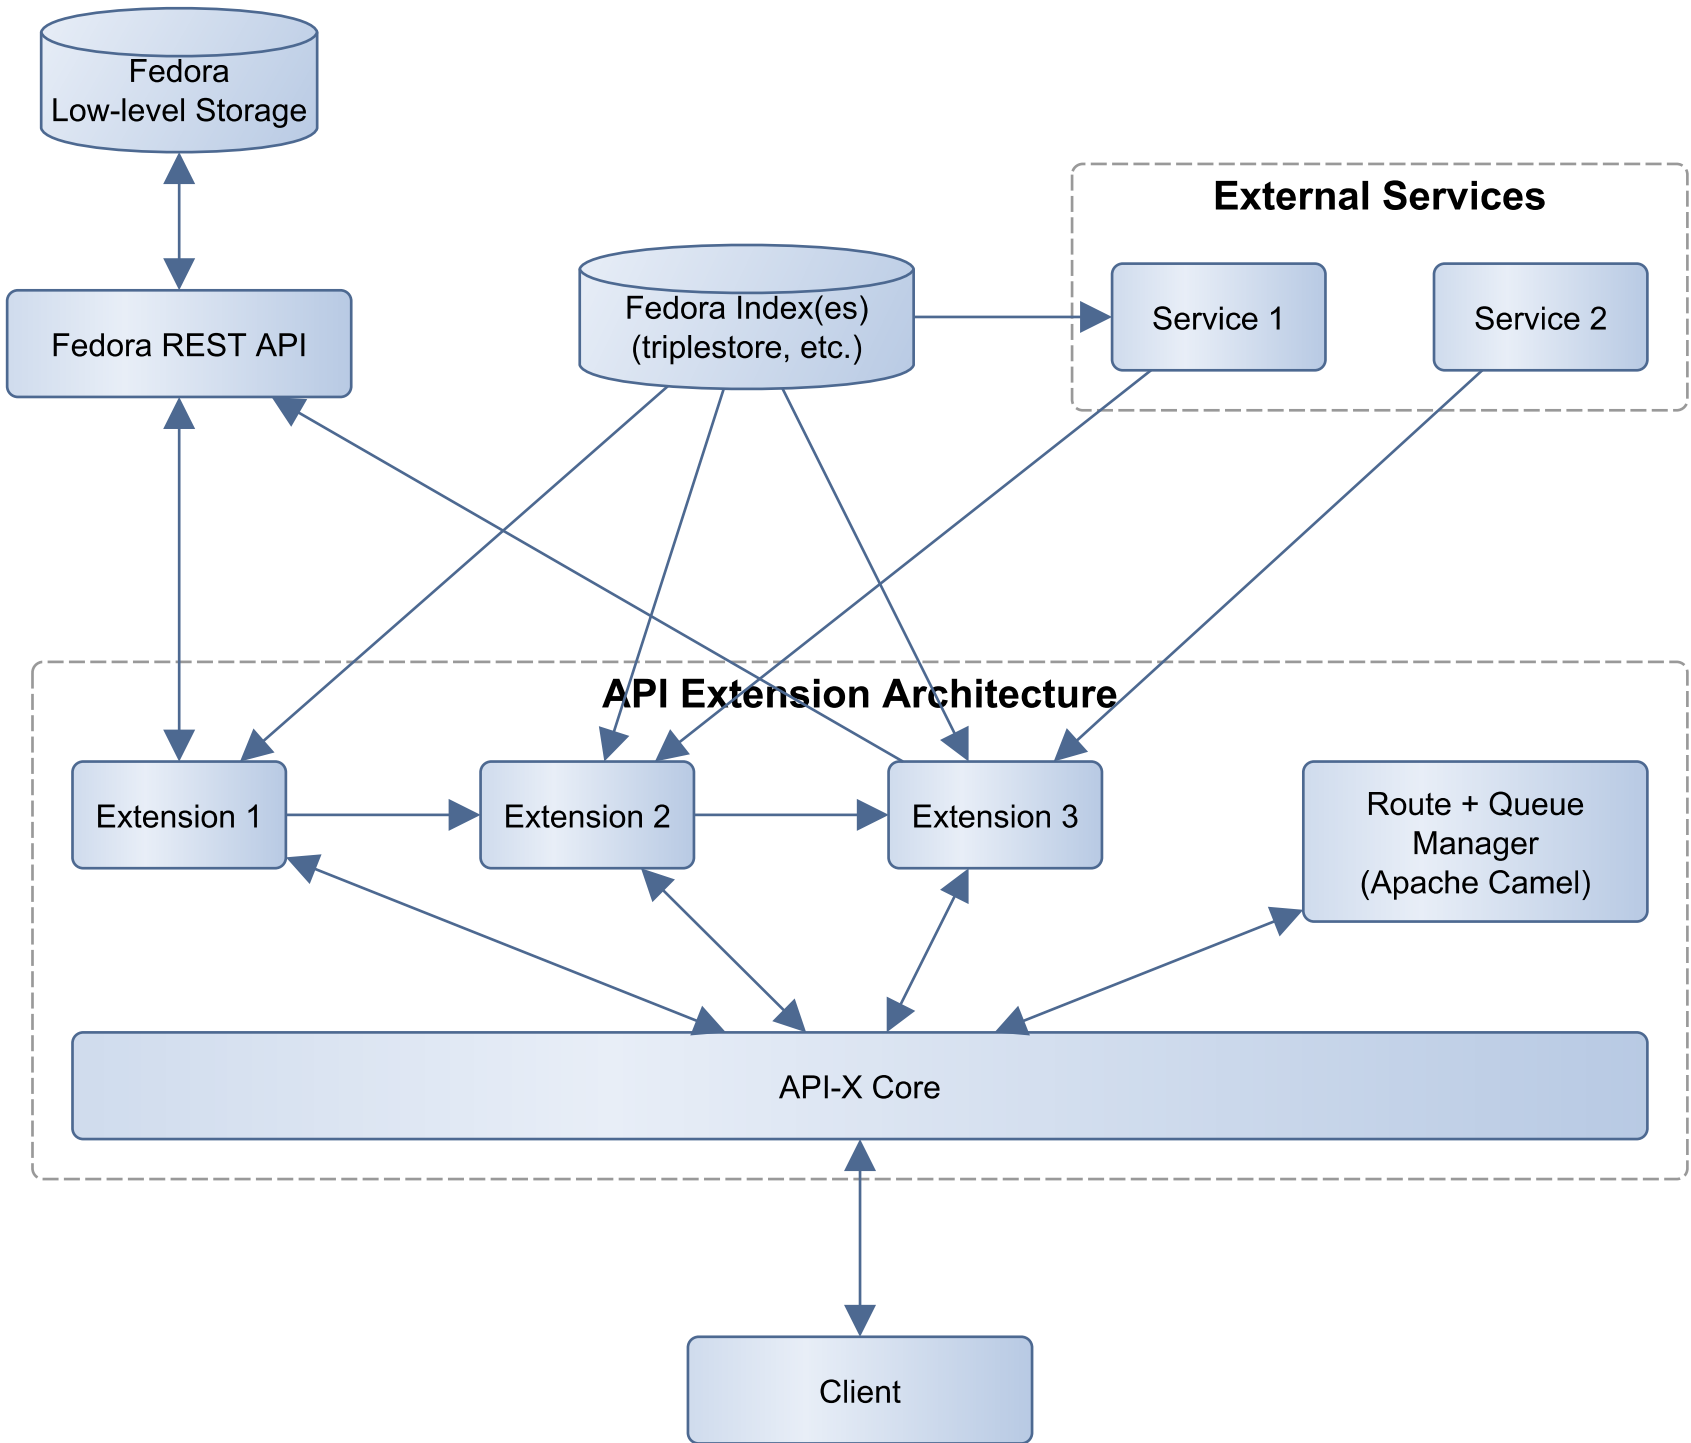 Fedora
Low-level Storage
External Services
Fedora Index(es)
(triplestore, etc.)
Service 1
Service 2
Fedora REST API
API Extension Architecture
Extension 1
Extension 2
Extension 3
Route + Queue
Manager
(Apache Camel)
API-X Core
Client